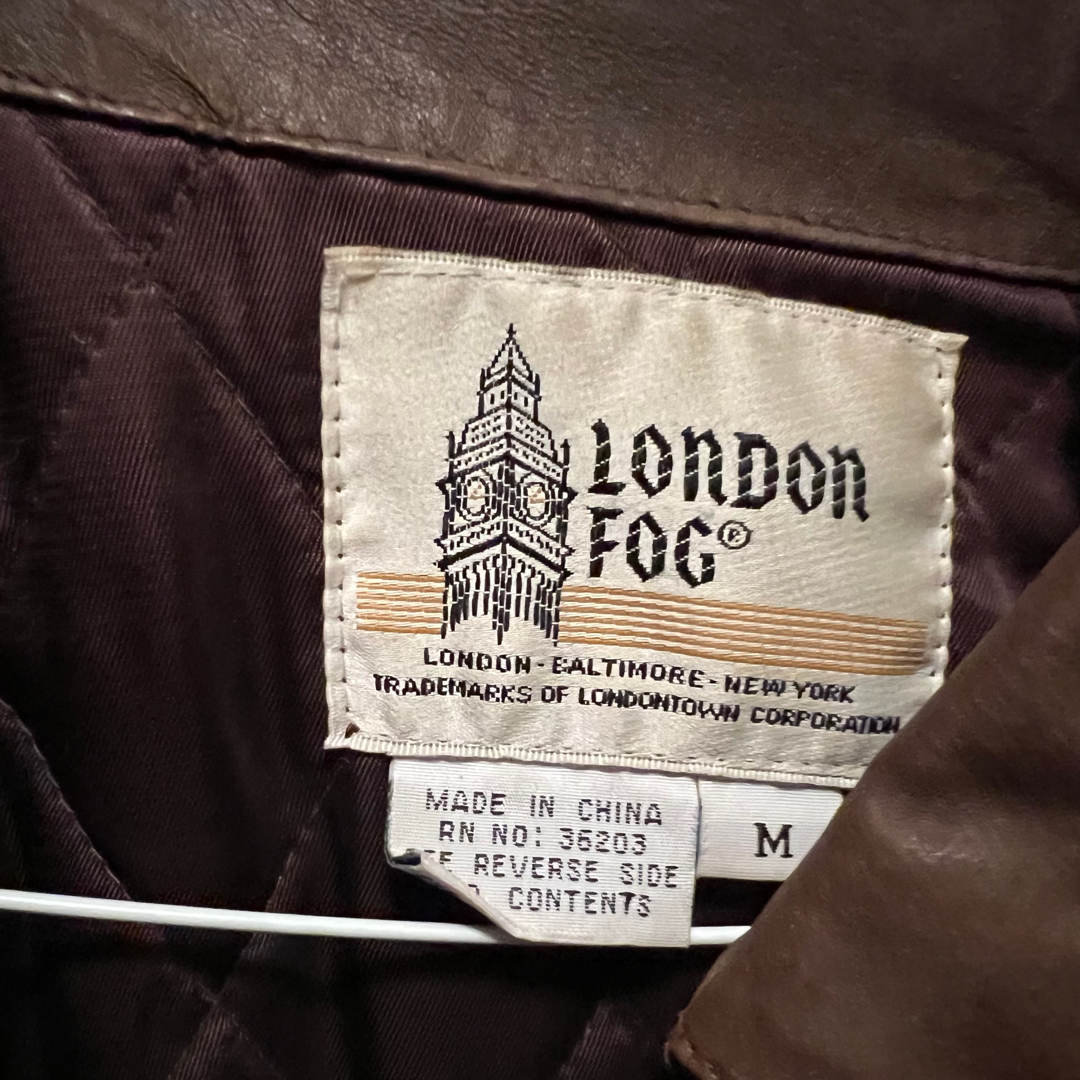 LONDON
FOG®
LONDON - BALTIMORE - NEW YORK
TRADEMARKS OF LONDONTOWN CORPORATION
MADE IN CHINA
RN NO: 36203
REVERSE SIDE
CONTENTS
M